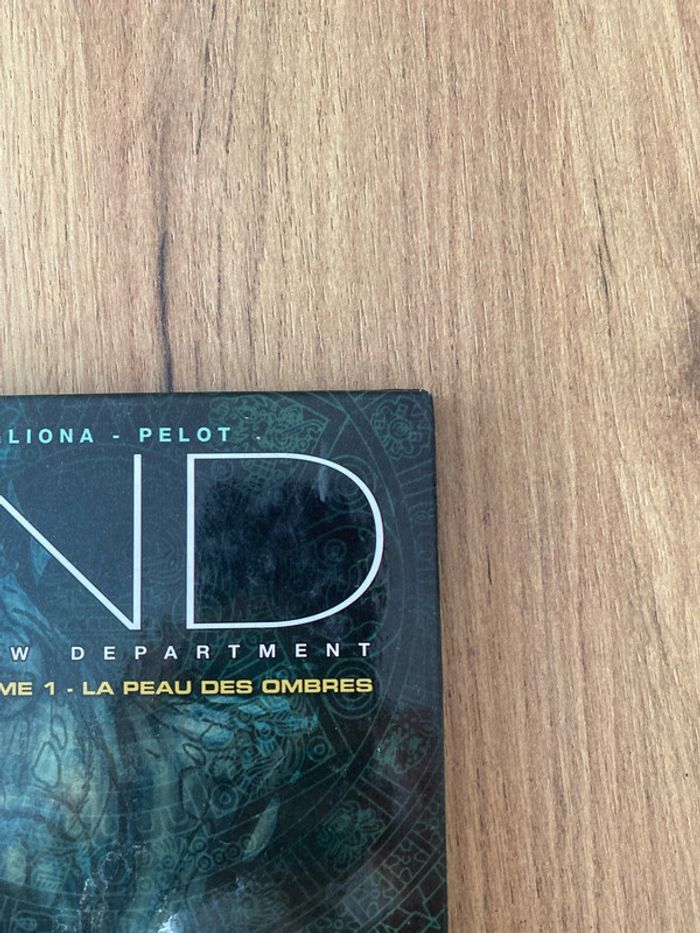 LIONA - PELOT
ND
W DEPARTMENT
ME 1 - LA PEAU DES OMBRES